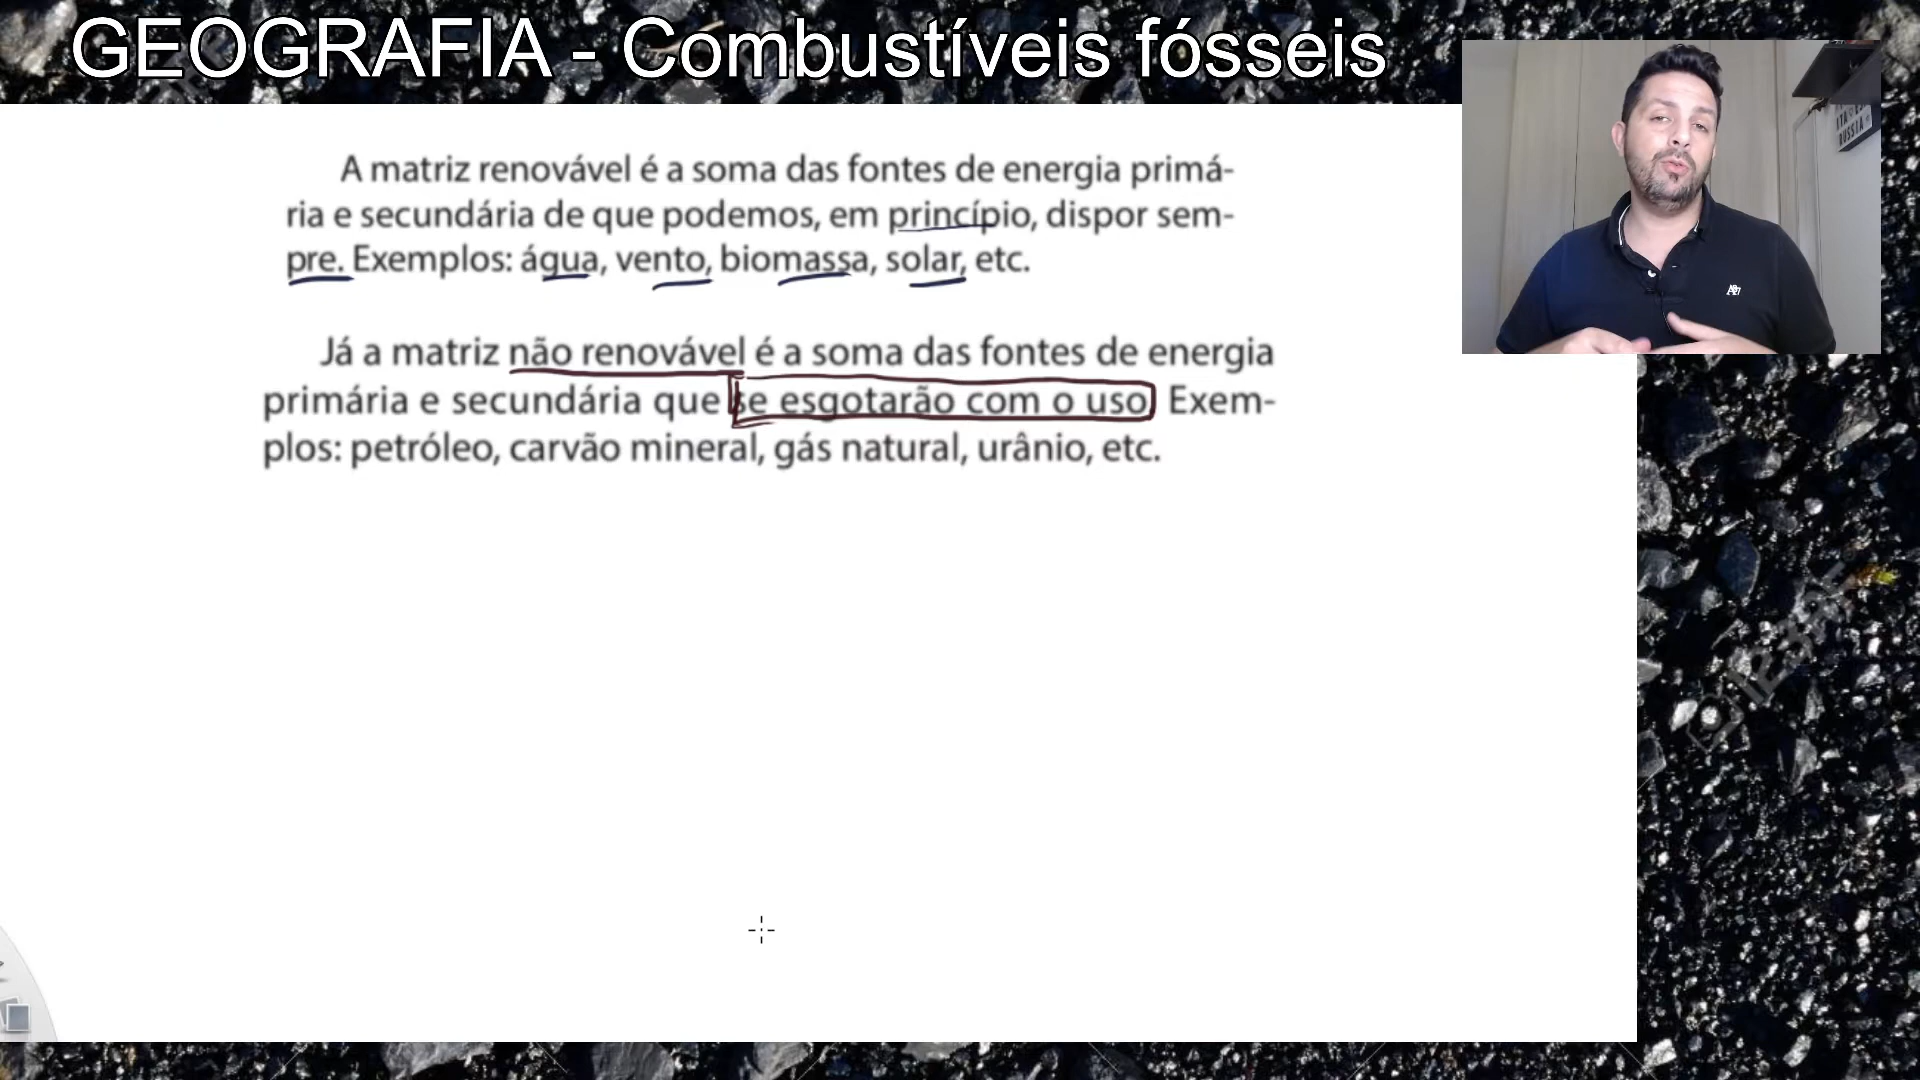 GEOGRAFIA - Combustíveis fósseis
A matriz renovável é a soma das fontes de energia primá-
ria e secundária de que podemos, em princípio, dispor sem-
pre. Exemplos: água, vento, biomassa, solar, etc.
Já a matriz não renovável é a soma das fontes de energia
primária e secundária que se esgotarão com o uso. Exem-
plos: petróleo, carvão mineral, gás natural, urânio, etc.